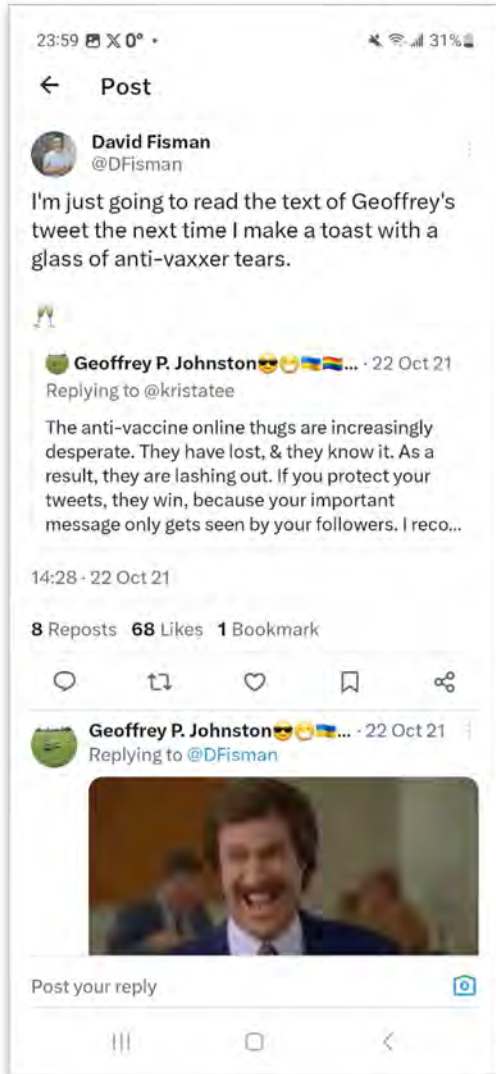 23:59 X 0° • 31%
Post
David Fisman
@DFisman
I'm just going to read the text of Geoffrey's
tweet the next time I make a toast with a
glass of anti-vaxxer tears.
🥂
Geoffrey P. Johnston😎😷🇺🇦🏳️‍🌈... · 22 Oct 21
Replying to @kristatee
The anti-vaccine online thugs are increasingly
desperate. They have lost, & they know it. As a
result, they are lashing out. If you protect your
tweets, they win, because your important
message only gets seen by your followers. I reco...
14:28 · 22 Oct 21
8 Reposts 68 Likes 1 Bookmark
Geoffrey P. Johnston😎😷🇺🇦... · 22 Oct 21
Replying to @DFisman
Post your reply